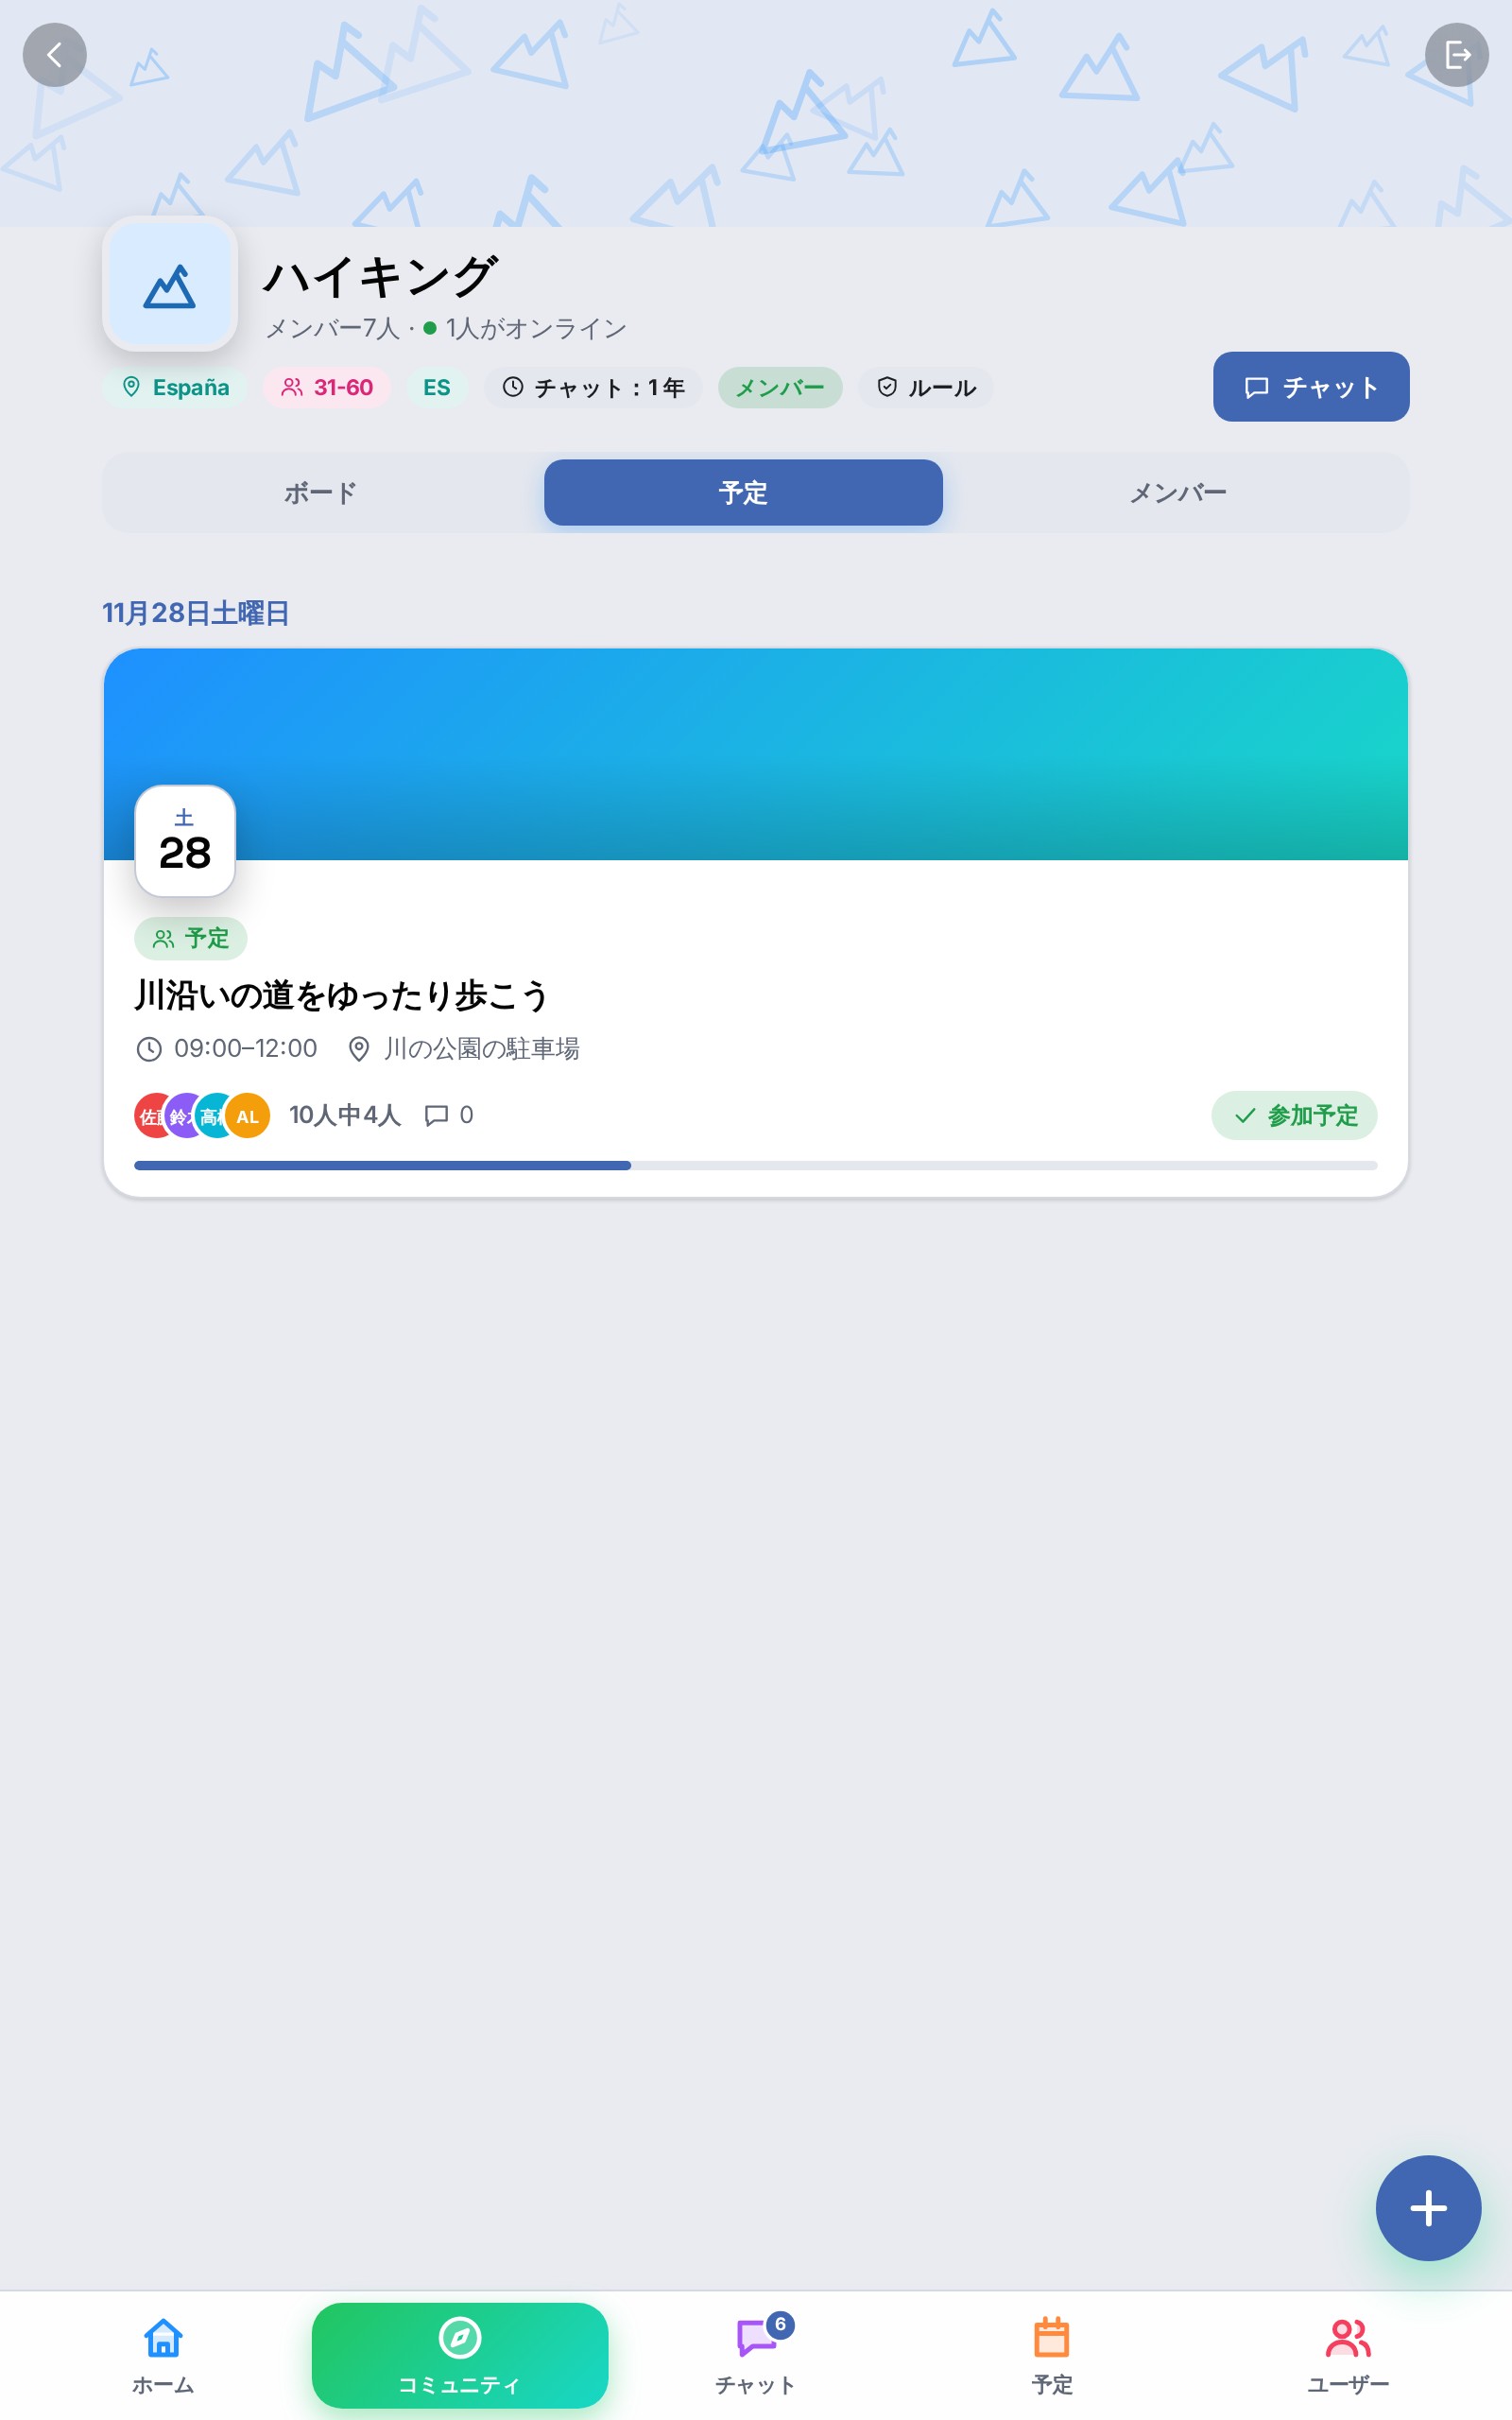 ハイキング
メンバー7人 · 1人がオンライン
España 31-60 ES チャット：1 年 メンバー ルール チャット
ボード 予定 メンバー
11月28日土曜日
土
28
予定
川沿いの道をゆったり歩こう
09:00–12:00 川の公園の駐車場
AL 10人中4人 0 参加予定
6
ホーム コミュニティ チャット 予定 ユーザー